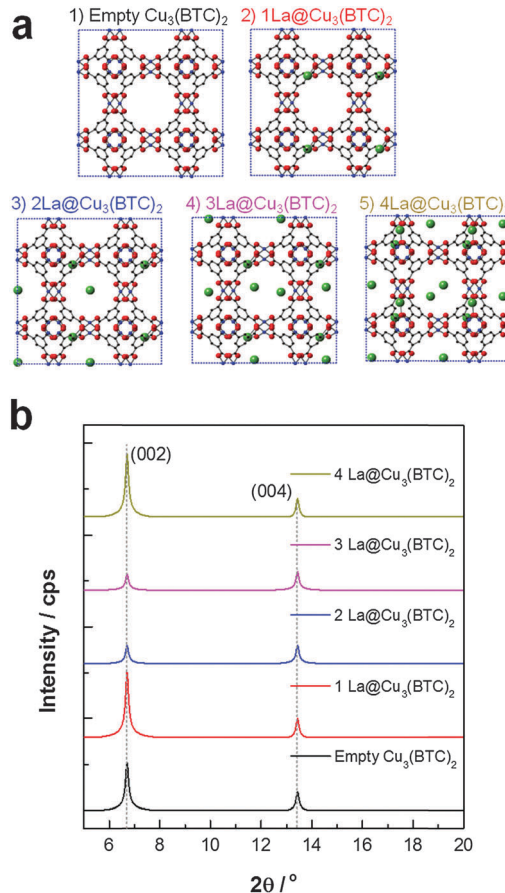 a
1) Empty Cu₃(BTC)₂
2) 1La@Cu₃(BTC)₂
3) 2La@Cu₃(BTC)₂
4) 3La@Cu₃(BTC)₂
5) 4La@Cu₃(BTC)
b
(002)
(004)
4 La@Cu₃(BTC)₂
3 La@Cu₃(BTC)₂
2 La@Cu₃(BTC)₂
1 La@Cu₃(BTC)₂
Empty Cu₃(BTC)₂
Intensity / cps
6 8 10 12 14 16 18 20
2θ / °